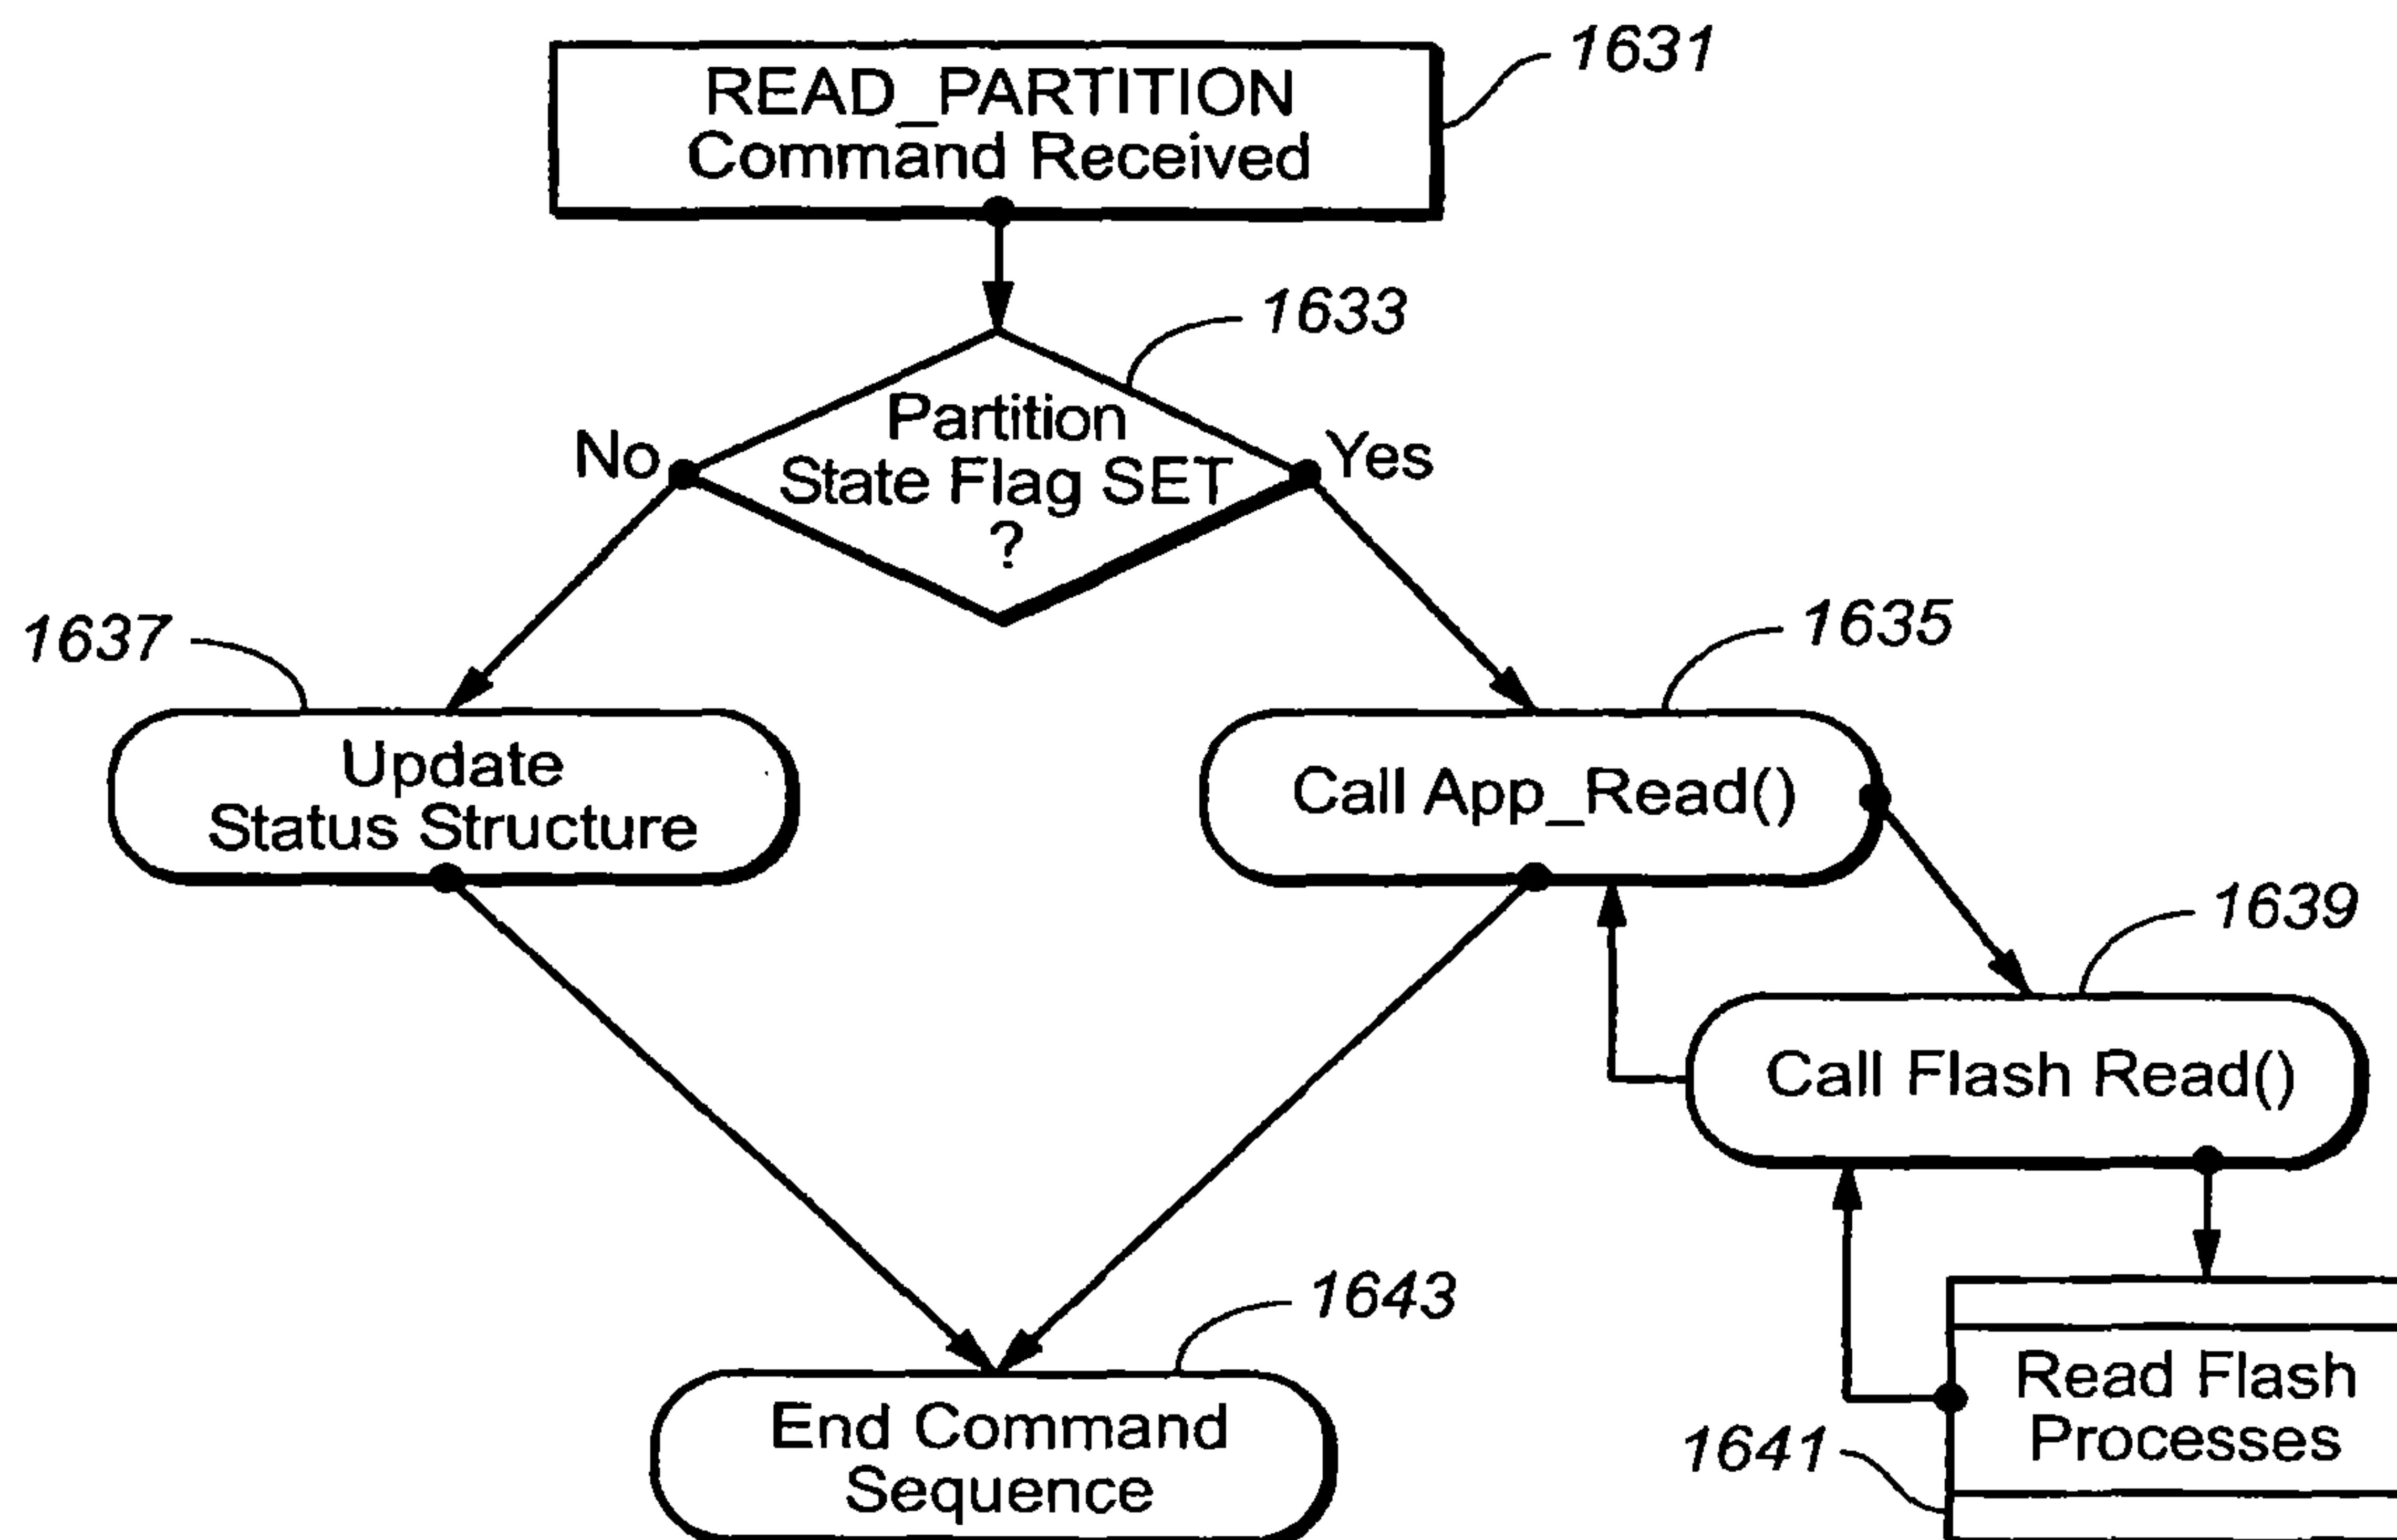 READ_PARTITION
Command Received
1631
1633
Partition
State Flag SET
?
No
Yes
1637
1635
Update
Status Structure
Call App_Read()
1639
Call Flash Read()
1643
End Command
Sequence
Read Flash
Processes
1641